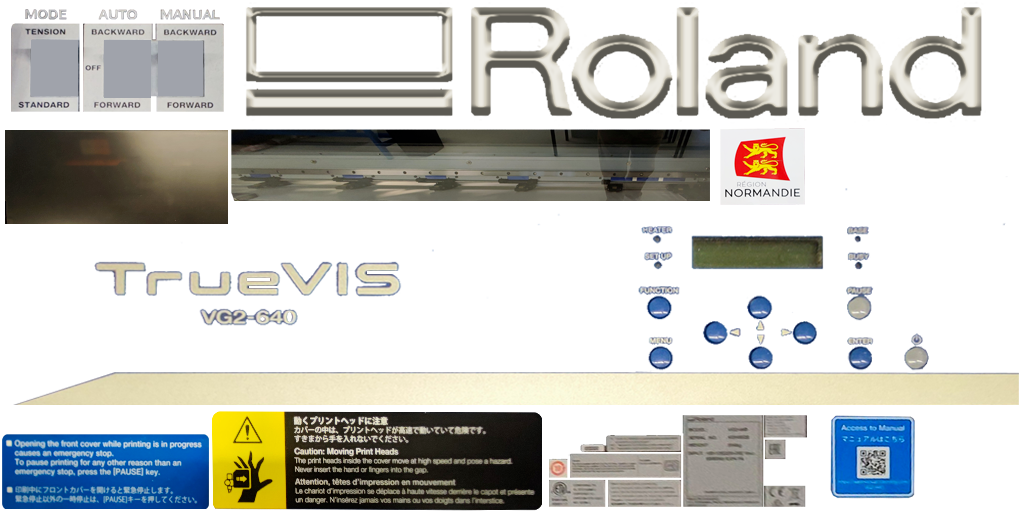 MODE AUTO MANUAL
TENSION BACKWARD BACKWARD
OFF
STANDARD FORWARD FORWARD
Roland
RÉGION
NORMANDIE
HEATER
BASE
SET UP
BUSY
TrueVIS
VG2-640
FUNCTION
PAUSE
MENU
ENTER
Opening the front cover while printing is in progress
causes an emergency stop.
To pause printing for any other reason than an
emergency stop, press the [PAUSE] key.
印刷中にフロントカバーを開けると緊急停止します。
緊急停止以外の一時停止は、[PAUSE]キーを押してください。
動くプリントヘッドに注意
カバーの中は、プリントヘッドが高速で動いていて危険です。
すきまから手を入れないでください。
Caution: Moving Print Heads
The print heads inside the cover move at high speed and pose a hazard.
Never insert the hand or fingers into the gap.
Attention, têtes d'impression en mouvement
Le chariot d'impression se déplace à haute vitesse derrière le capot et présente
un danger. N'insérez jamais vos mains ou vos doigts dans l'interstice.
Access to Manual
マニュアルはこちら